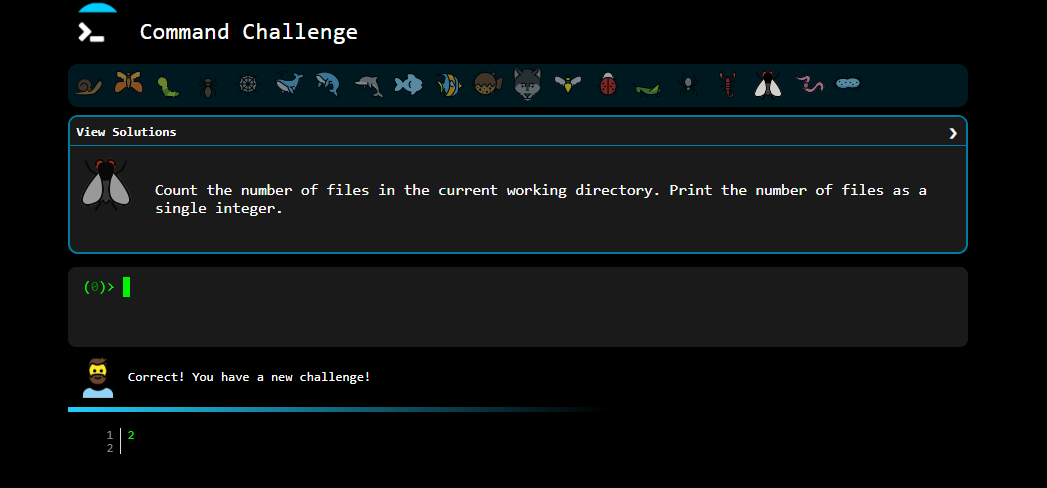 Command Challenge
View Solutions
Count the number of files in the current working directory. Print the number of files as a
single integer.
(0)>
Correct! You have a new challenge!
1 2
2